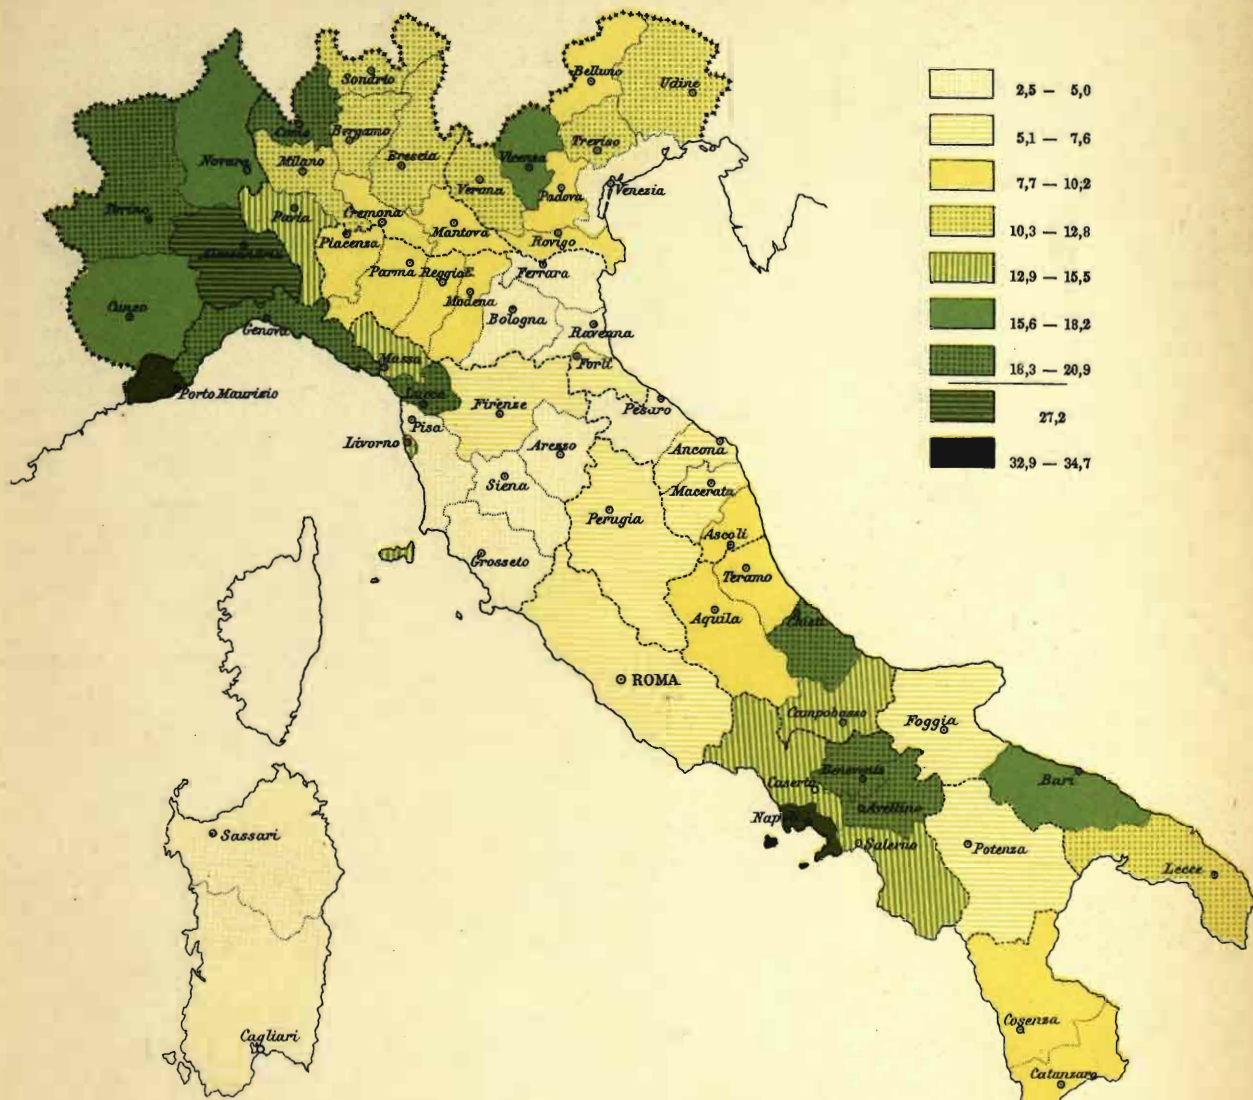 2,5 — 5,0
5,1 — 7,6
7,7 — 10,2
10,3 — 12,8
12,9 — 15,5
15,6 — 18,2
18,3 — 20,9
27,2
32,9 — 34,7
Sondrio
Belluno
Udine
Como
Bergamo
Treviso
Novara
Milano
Brescia
Vicenza
Verona
Padova
Venezia
Torino
Pavia
Cremona
Mantova
Rovigo
Piacenza
Alessandria
Parma
Reggio E.
Ferrara
Modena
Cuneo
Genova
Bologna
Ravenna
Massa
Forlì
Porto Maurizio
Lucca
Firenze
Pesaro
Pisa
Livorno
Arezzo
Ancona
Siena
Macerata
Perugia
Ascoli
Grosseto
Teramo
Aquila
Chieti
ROMA
Campobasso
Foggia
Benevento
Caserta
Bari
Avellino
Napoli
Salerno
Potenza
Lecce
Sassari
Cosenza
Cagliari
Catanzaro